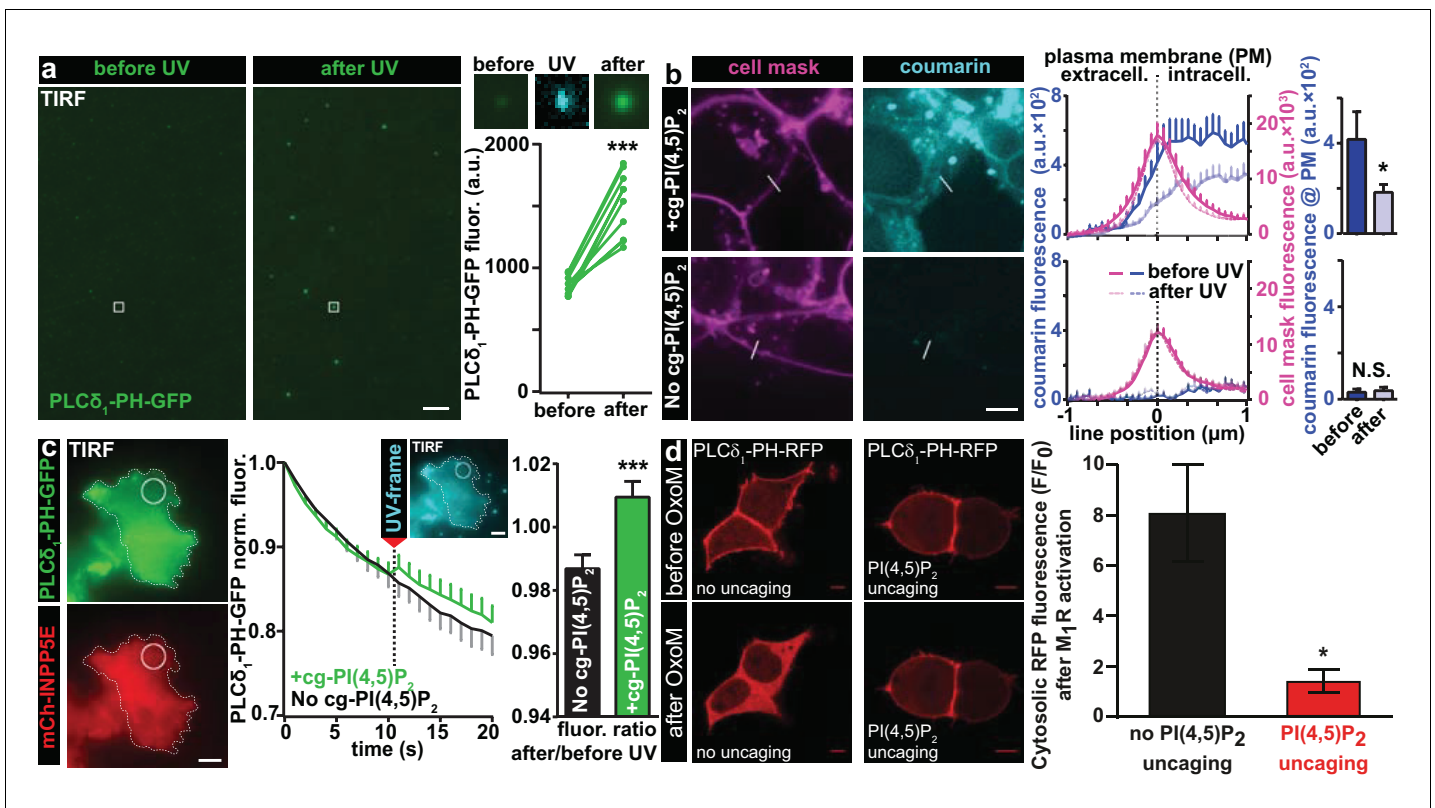 a
before UV
after UV
TIRF
PLCδ1-PH-GFP
before
UV
after
***
PLCδ1-PH-GFP fluor. (a.u.)
2000
1000
0
before
after
b
cell mask
coumarin
+cg-PI(4,5)P2
No cg-PI(4,5)P2
plasma membrane (PM)
extracell.
intracell.
coumarin fluorescence (a.u.×10²)
8
4
0
8
4
0
before UV
after UV
-1
0
1
line postition (µm)
20
10
0
20
10
0
cell mask fluorescence (a.u.×10³)
coumarin fluorescence @ PM (a.u.×10²)
4
0
*
4
0
N.S.
before
after
c
TIRF
PLCδ1-PH-GFP
mCh-INPP5E
PLCδ1-PH-GFP norm. fluor.
1.0
0.9
0.8
0.7
UV-frame
TIRF
+cg-PI(4,5)P2
No cg-PI(4,5)P2
0
5
10
15
20
time (s)
1.02
1.00
0.98
0.96
0.94
***
No cg-PI(4,5)P2
+cg-PI(4,5)P2
fluor. ratio
after/before UV
d
PLCδ1-PH-RFP
PLCδ1-PH-RFP
before OxoM
no uncaging
PI(4,5)P2
uncaging
after OxoM
no uncaging
PI(4,5)P2
uncaging
Cytosolic RFP fluorescence (F/F0)
after M1R activation
10
8
6
4
2
0
*
no PI(4,5)P2
uncaging
PI(4,5)P2
uncaging